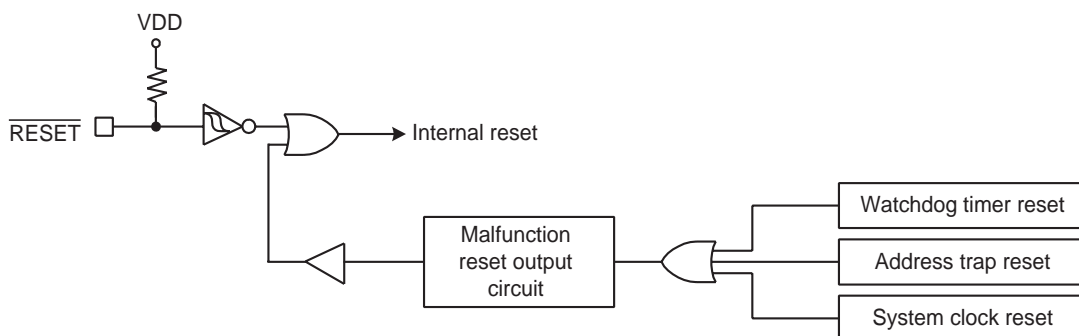 VDD
RESET
Internal reset
Watchdog timer reset
Malfunction
reset output
circuit
Address trap reset
System clock reset